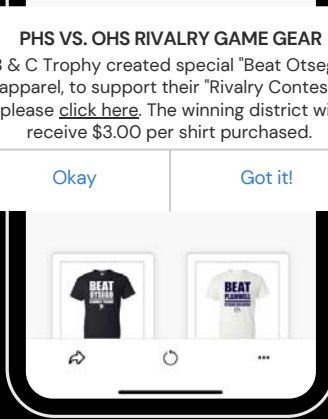 PHS VS. OHS RIVALRY GAME GEAR
& C Trophy created special "Beat Otseg
apparel, to support their "Rivalry Contes
please click here. The winning district wi
receive $3.00 per shirt purchased.
Okay Got it!
BEAT BEAT
OTSEGO PLAINWELL